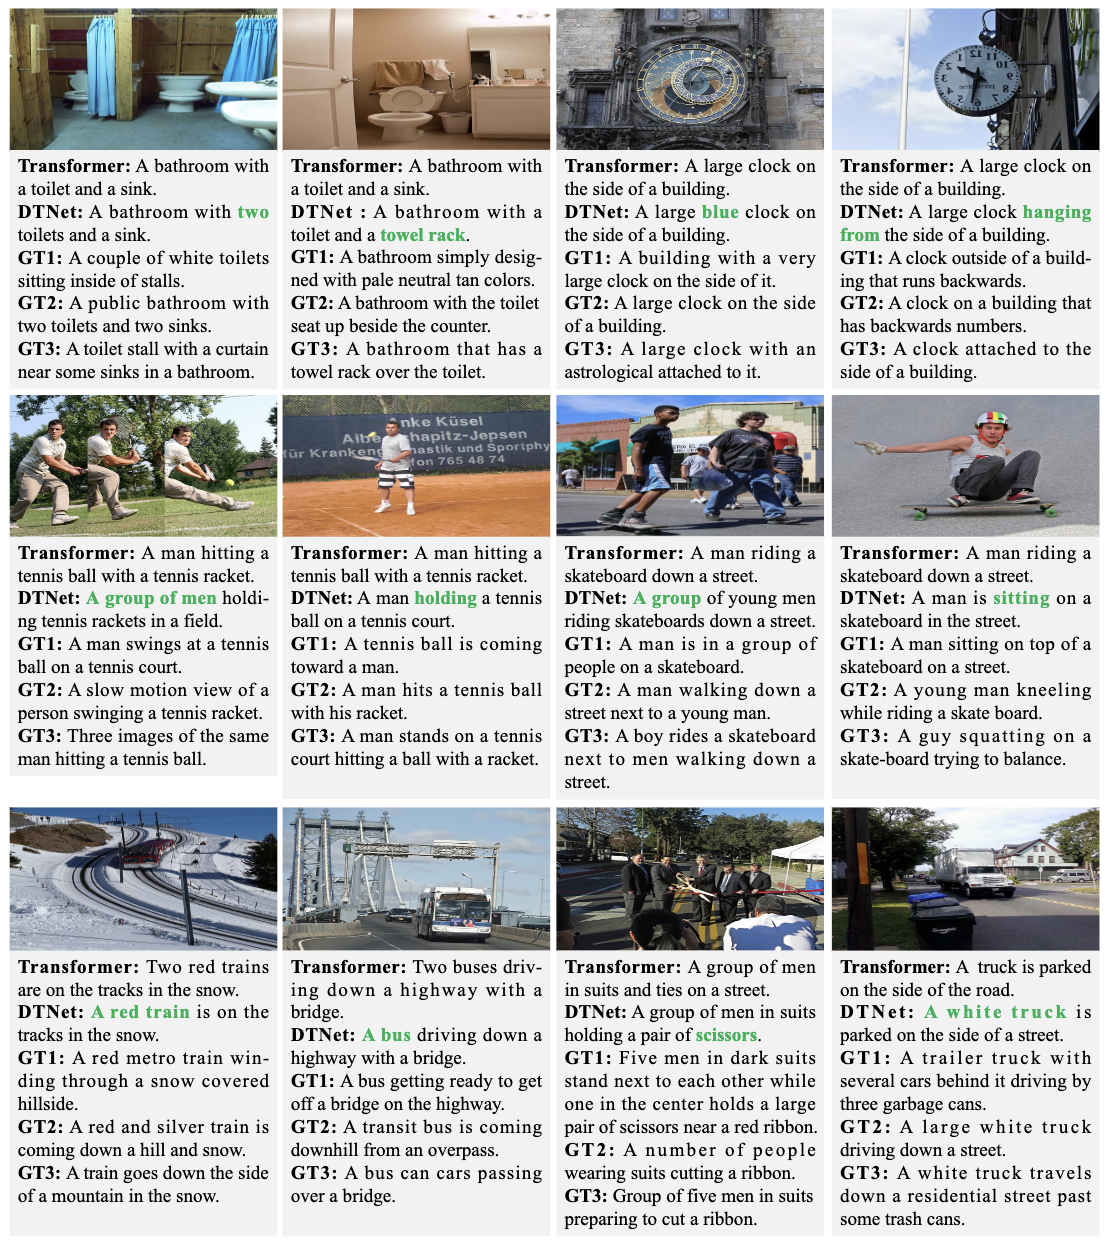 Transformer: A bathroom with
a toilet and a sink.
DTNet: A bathroom with two
toilets and a sink.
GT1: A couple of white toilets
sitting inside of stalls.
GT2: A public bathroom with
two toilets and two sinks.
GT3: A toilet stall with a curtain
near some sinks in a bathroom.
Transformer: A bathroom with
a toilet and a sink.
DTNet : A bathroom with a
toilet and a towel rack.
GT1: A bathroom simply desig-
ned with pale neutral tan colors.
GT2: A bathroom with the toilet
seat up beside the counter.
GT3: A bathroom that has a
towel rack over the toilet.
Transformer: A large clock on
the side of a building.
DTNet: A large blue clock on
the side of a building.
GT1: A building with a very
large clock on the side of it.
GT2: A large clock on the side
of a building.
GT3: A large clock with an
astrological attached to it.
Transformer: A large clock on
the side of a building.
DTNet: A large clock hanging
from the side of a building.
GT1: A clock outside of a build-
ing that runs backwards.
GT2: A clock on a building that
has backwards numbers.
GT3: A clock attached to the
side of a building.
Transformer: A man hitting a
tennis ball with a tennis racket.
DTNet: A group of men holdi-
ng tennis rackets in a field.
GT1: A man swings at a tennis
ball on a tennis court.
GT2: A slow motion view of a
person swinging a tennis racket.
GT3: Three images of the same
man hitting a tennis ball.
nke Küsel
Albe hapitz-Jepsen
für Kranken nastik und Sportphy
fon 765 48 74
Transformer: A man hitting a
tennis ball with a tennis racket.
DTNet: A man holding a tennis
ball on a tennis court.
GT1: A tennis ball is coming
toward a man.
GT2: A man hits a tennis ball
with his racket.
GT3: A man stands on a tennis
court hitting a ball with a racket.
Transformer: A man riding a
skateboard down a street.
DTNet: A group of young men
riding skateboards down a street.
GT1: A man is in a group of
people on a skateboard.
GT2: A man walking down a
street next to a young man.
GT3: A boy rides a skateboard
next to men walking down a
street.
Transformer: A man riding a
skateboard down a street.
DTNet: A man is sitting on a
skateboard in the street.
GT1: A man sitting on top of a
skateboard on a street.
GT2: A young man kneeling
while riding a skate board.
GT3: A guy squatting on a
skate-board trying to balance.
Transformer: Two red trains
are on the tracks in the snow.
DTNet: A red train is on the
tracks in the snow.
GT1: A red metro train win-
ding through a snow covered
hillside.
GT2: A red and silver train is
coming down a hill and snow.
GT3: A train goes down the side
of a mountain in the snow.
Transformer: Two buses driv-
ing down a highway with a
bridge.
DTNet: A bus driving down a
highway with a bridge.
GT1: A bus getting ready to get
off a bridge on the highway.
GT2: A transit bus is coming
downhill from an overpass.
GT3: A bus can cars passing
over a bridge.
Transformer: A group of men
in suits and ties on a street.
DTNet: A group of men in suits
holding a pair of scissors.
GT1: Five men in dark suits
stand next to each other while
one in the center holds a large
pair of scissors near a red ribbon.
GT2: A number of people
wearing suits cutting a ribbon.
GT3: Group of five men in suits
preparing to cut a ribbon.
Transformer: A truck is parked
on the side of the road.
DTNet: A white truck is
parked on the side of a street.
GT1: A trailer truck with
several cars behind it driving by
three garbage cans.
GT2: A large white truck
driving down a street.
GT3: A white truck travels
down a residential street past
some trash cans.